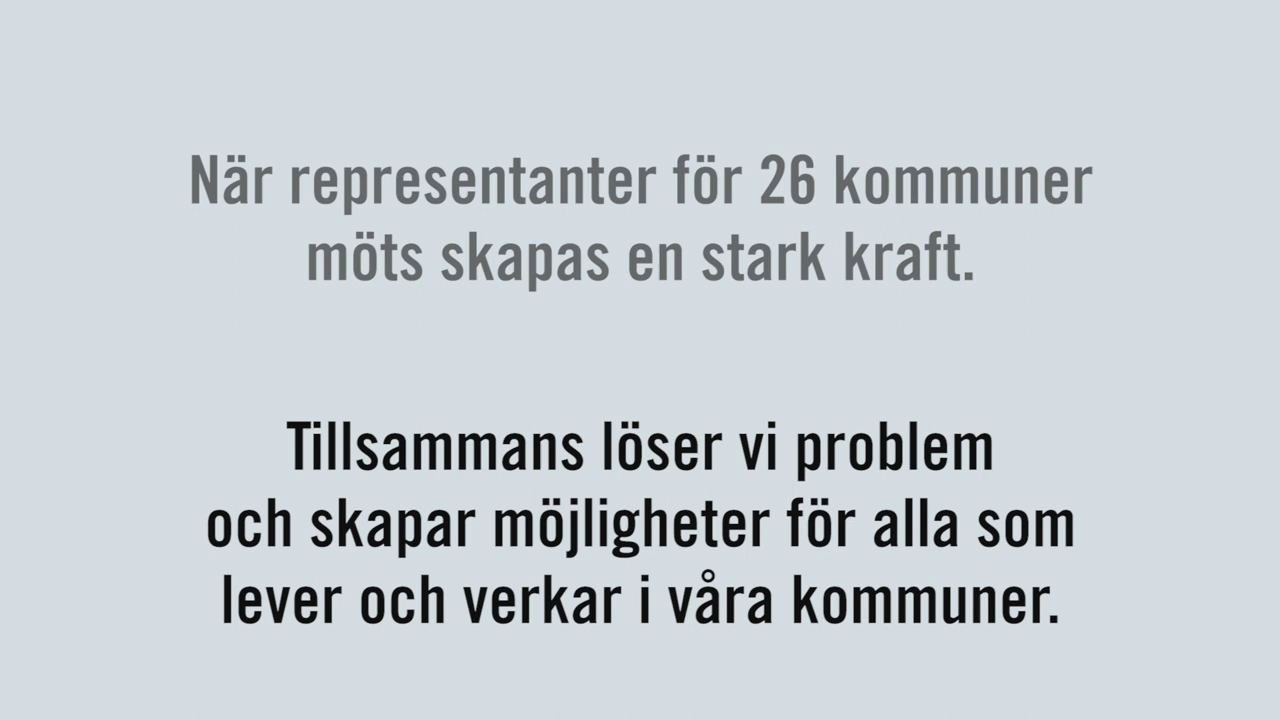 När representanter för 26 kommuner
möts skapas en stark kraft.
Tillsammans löser vi problem
och skapar möjligheter för alla som
lever och verkar i våra kommuner.